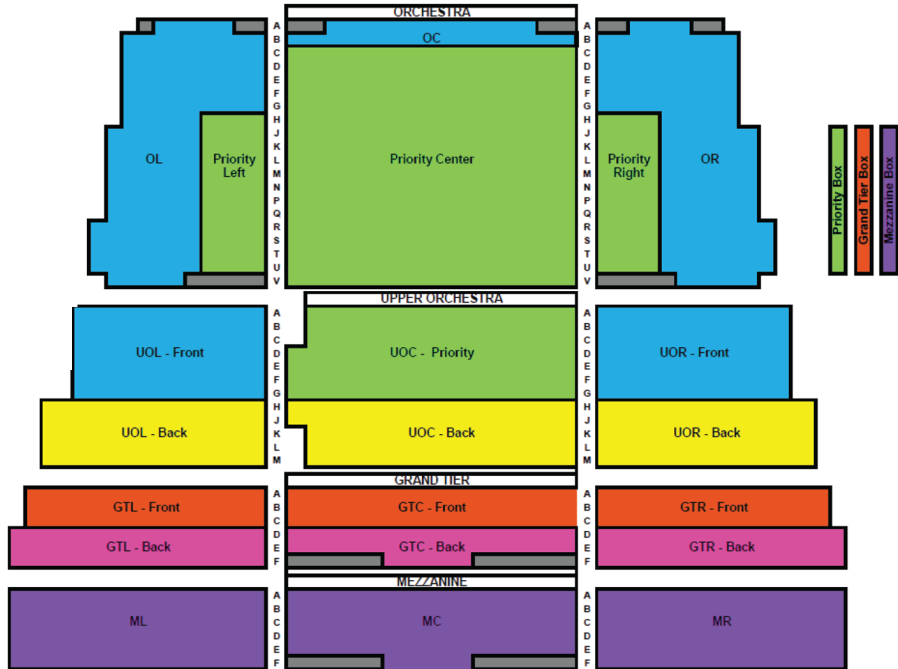 ORCHESTRA
A A
B OC B
C C
D D
E E
F F
G G
H H
J J
K K
OL Priority Left L Priority Center L Priority Right OR
M M
N N
P P
Q Q
R R
S S
T T
U U
V V
Priority Box
Grand Tier Box
Mezzanine Box
UPPER ORCHESTRA
A A
B B
C C
UOL - Front D UOC - Priority D UOR - Front
E E
F F
G G
H H
J J
UOL - Back K UOC - Back K UOR - Back
L L
M M
GRAND TIER
A A
GTL - Front B GTC - Front B GTR - Front
C C
D D
GTL - Back E GTC - Back E GTR - Back
F F
MEZZANINE
A A
B B
ML C MC C MR
D D
E E
F F